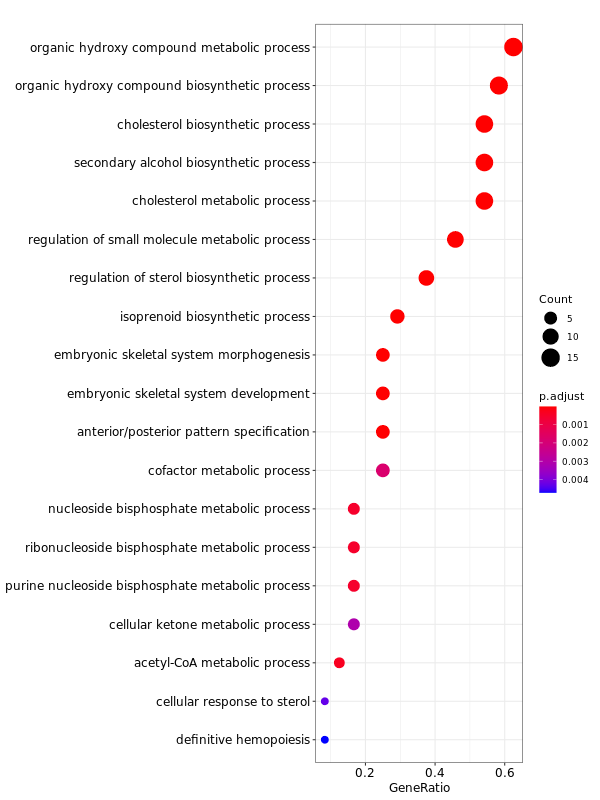 organic hydroxy compound metabolic process
organic hydroxy compound biosynthetic process
cholesterol biosynthetic process
secondary alcohol biosynthetic process
cholesterol metabolic process
regulation of small molecule metabolic process
regulation of sterol biosynthetic process
isoprenoid biosynthetic process
embryonic skeletal system morphogenesis
embryonic skeletal system development
anterior/posterior pattern specification
cofactor metabolic process
nucleoside bisphosphate metabolic process
ribonucleoside bisphosphate metabolic process
purine nucleoside bisphosphate metabolic process
cellular ketone metabolic process
acetyl-CoA metabolic process
cellular response to sterol
definitive hemopoiesis
0.2 0.4 0.6
GeneRatio
Count
5
10
15
p.adjust
0.001
0.002
0.003
0.004